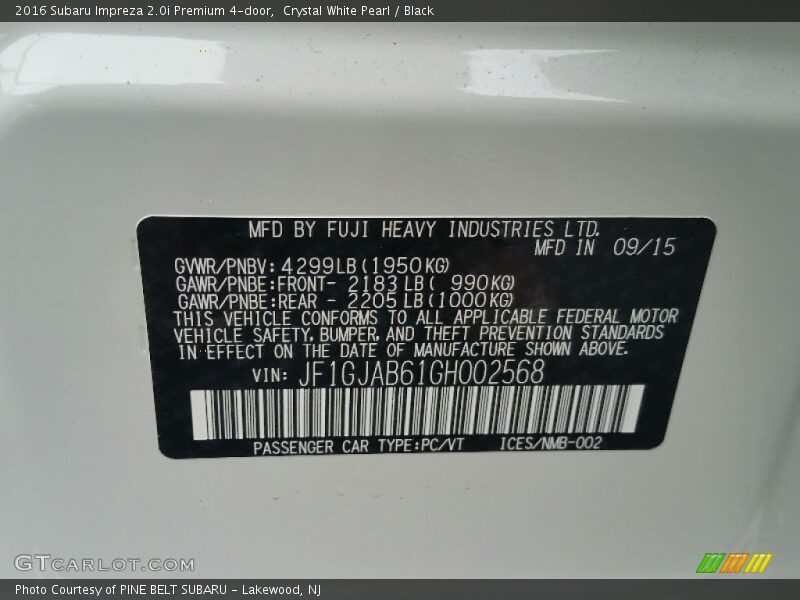 2016 Subaru Impreza 2.0i Premium 4-door,  Crystal White Pearl / Black
MFD BY FUJI HEAVY INDUSTRIES LTD.
MFD IN 09/15
GVWR/PNBV: 4299LB (1950KG)
GAWR/PNBE:FRONT- 2183 LB ( 990KG)
GAWR/PNBE:REAR - 2205 LB (1000KG)
THIS VEHICLE CONFORMS TO ALL APPLICABLE FEDERAL MOTOR
VEHICLE SAFETY, BUMPER, AND THEFT PREVENTION STANDARDS
IN EFFECT ON THE DATE OF MANUFACTURE SHOWN ABOVE.
VIN: JF1GJAB61GH002568
PASSENGER CAR TYPE:PC/VT ICES/NMB-002
GTCARLOT.COM
Photo Courtesy of PINE BELT SUBARU - Lakewood, NJ